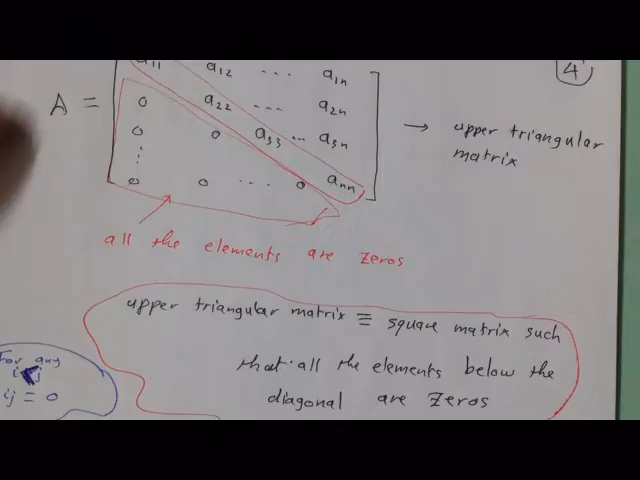 4
a11 a12 ... a1n
A = 0 a22 ... a2n
0 0 a33 ... a3n
⋮
0 0 ... 0 ann
→ upper triangular
matrix
all the elements are zeros
upper triangular matrix ≡ square matrix such
that all the elements below the
diagonal are zeros
For any
i j
ij = 0